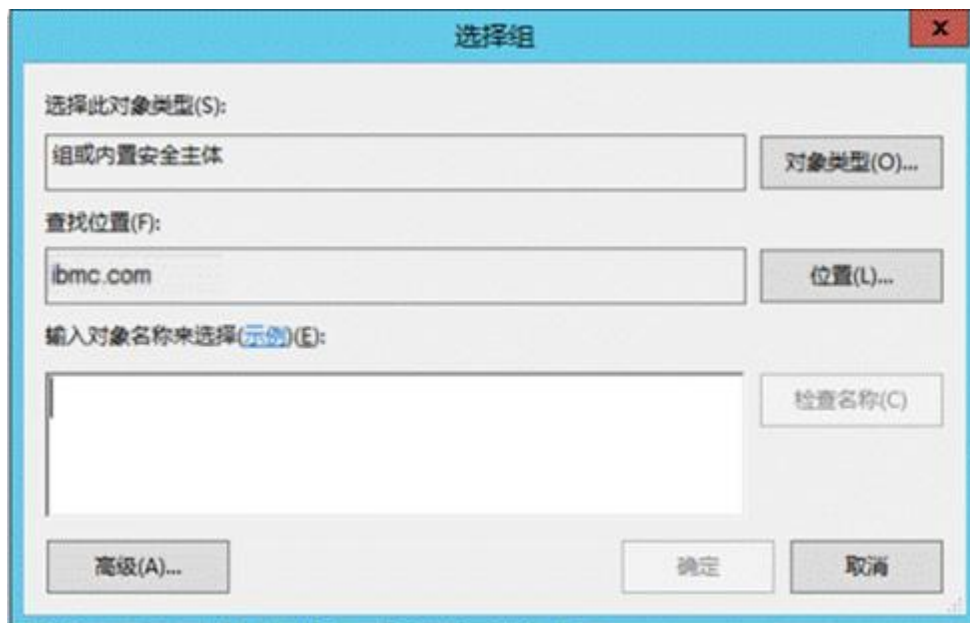 选择组
x
选择此对象类型(S):
组或内置安全主体
对象类型(O)...
查找位置(F):
ibmc.com
位置(L)...
输入对象名称来选择(示例)(E):
检查名称(C)
高级(A)...
确定
取消